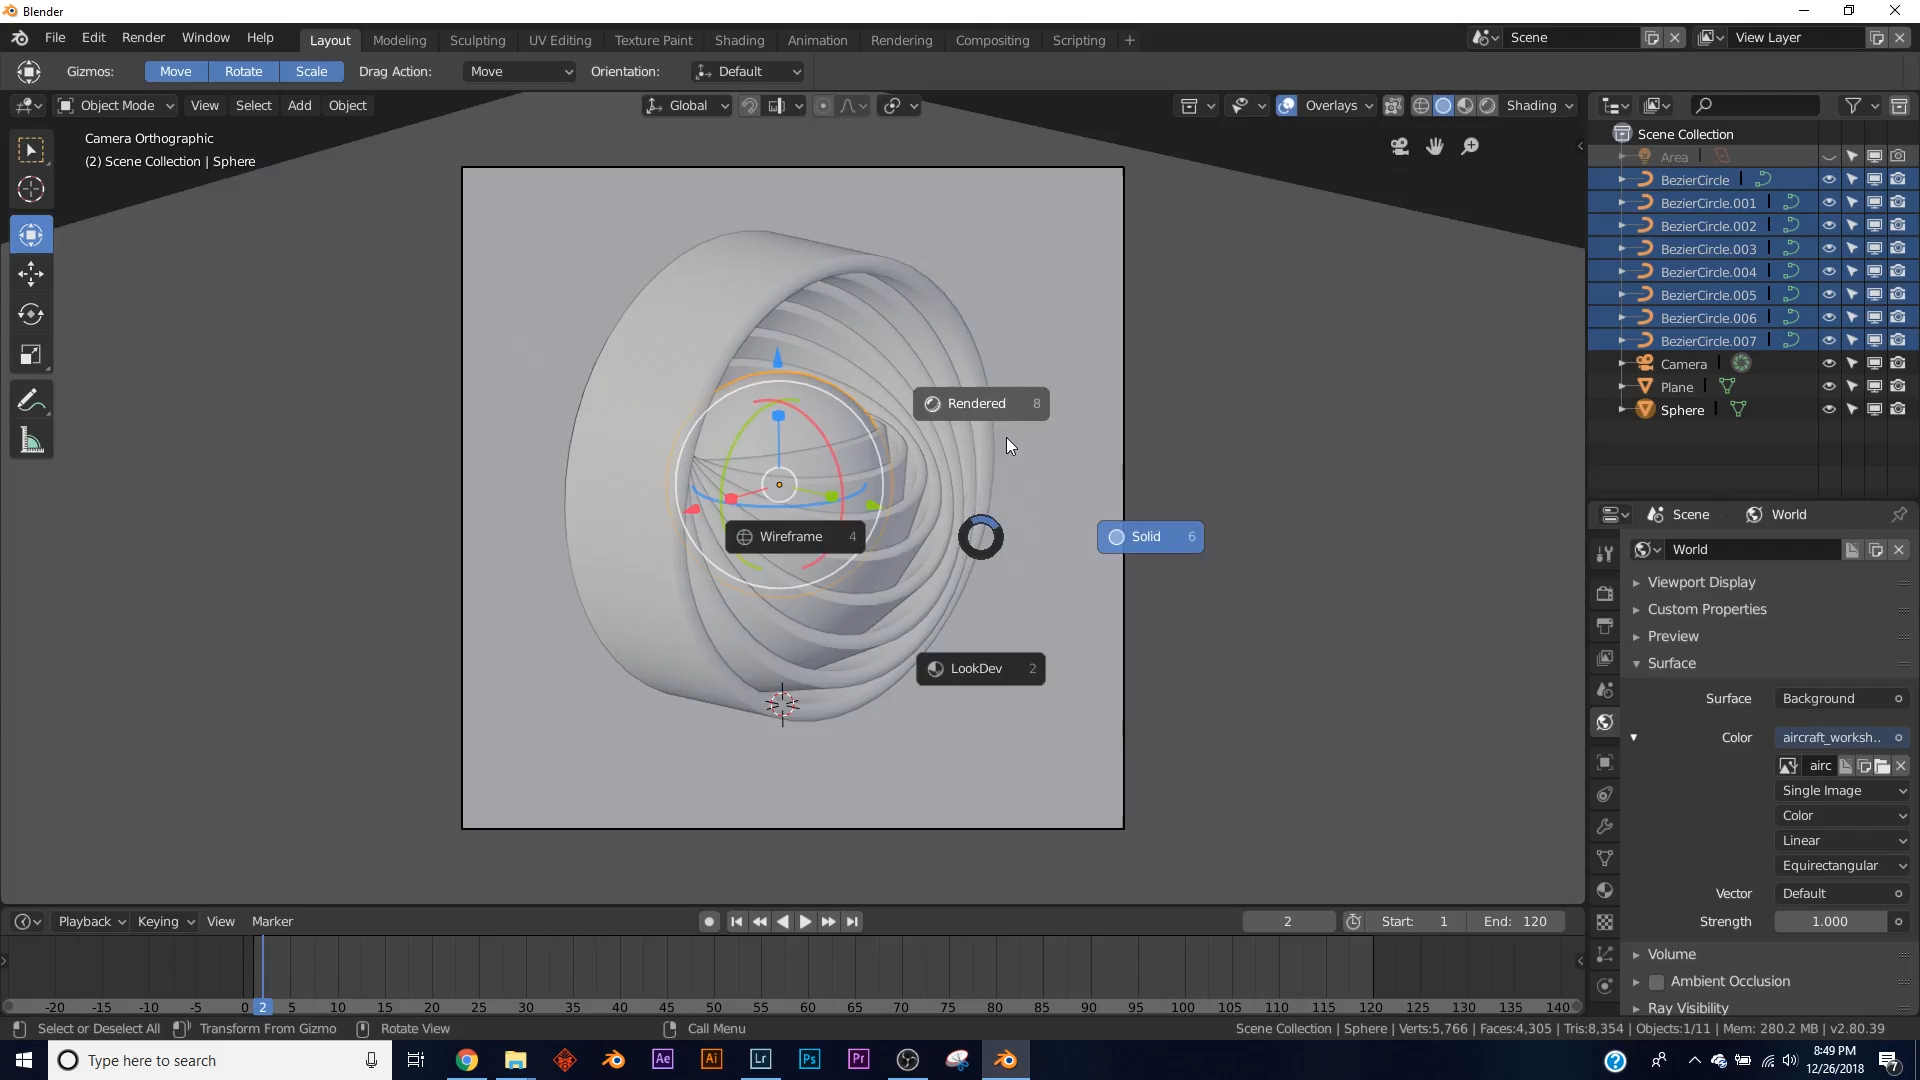 Blender
File Edit Render Window Help Layout Modeling Sculpting UV Editing Texture Paint Shading Animation Rendering Compositing Scripting + Scene View Layer
Gizmos: Move Rotate Scale Drag Action: Move Orientation: Default
Object Mode View Select Add Object Global Overlays Shading
Camera Orthographic
(2) Scene Collection | Sphere
Scene Collection
Area
BezierCircle
BezierCircle.001
BezierCircle.002
BezierCircle.003
BezierCircle.004
BezierCircle.005
BezierCircle.006
BezierCircle.007
Camera
Plane
Sphere
Rendered 8
Wireframe 4
Solid 6
LookDev 2
Scene World
World
Viewport Display
Custom Properties
Preview
Surface
Surface Background
Color aircraft_worksh..
airc
Single Image
Color
Linear
Equirectangular
Vector Default
Strength 1.000
Volume
Ambient Occlusion
Ray Visibility
Playback Keying View Marker 2 Start: 1 End: 120
-20 -15 -10 -5 0 2 5 10 15 20 25 30 35 40 45 50 55 60 65 70 75 80 85 90 95 100 105 110 115 120 125 130 135 140
Select or Deselect All Transform From Gizmo Rotate View Call Menu Scene Collection | Sphere | Verts:5,766 | Faces:4,305 | Tris:8,354 | Objects:1/11 | Mem: 280.2 MB | v2.80.39
Type here to search Ae Ai Lr Ps Pr
8:49 PM
12/26/2018
7